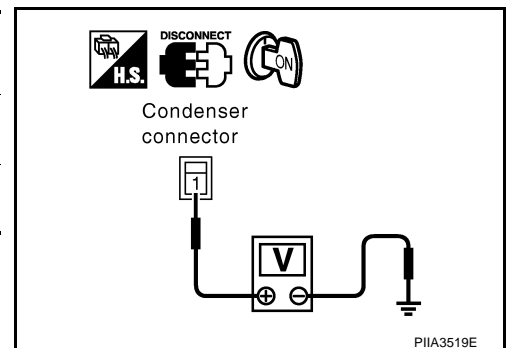 DISCONNECT
H.S.
ON
Condenser
connector
1
V
+ −
PIIA3519E